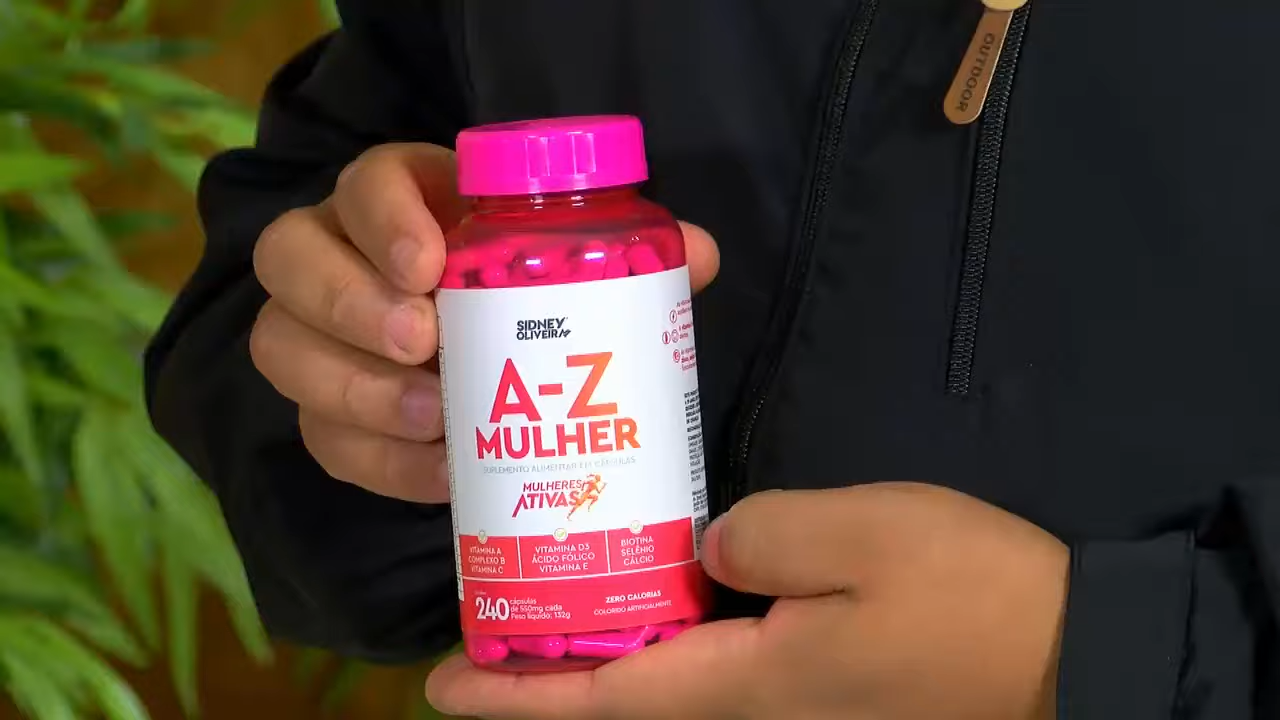 OUTDOOR
SIDNEY
OLIVEIRA
A-Z
MULHER
SUPLEMENTO ALIMENTAR EM CÁPSULAS
MULHERES
ATIVAS
VITAMINA A
COMPLEXO B
VITAMINA C
VITAMINA D3
ÁCIDO FÓLICO
VITAMINA E
BIOTINA
SELÊNIO
CÁLCIO
240
cápsulas
de 550mg cada
Peso líquido: 132g
ZERO CALORIAS
COLORIDO ARTIFICIALMENTE